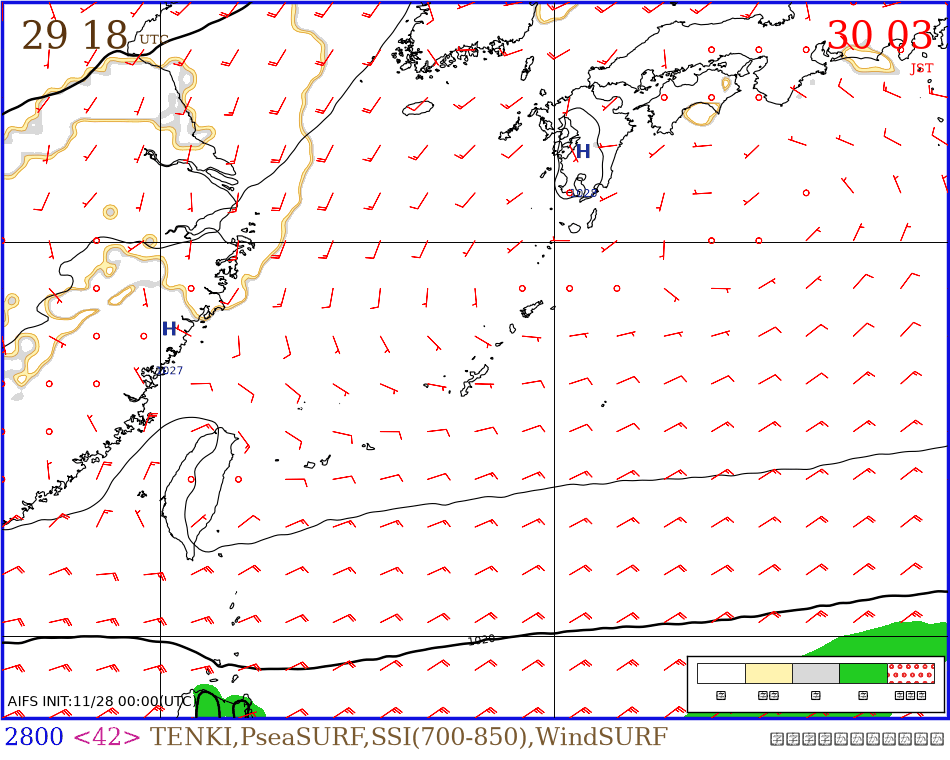 29 18 UTC
30 03 JST
H
1028
H
1027
1020
AIFS INIT:11/28 00:00(UTC)
2800 <42> TENKI,PseaSURF,SSI(700-850),WindSURF